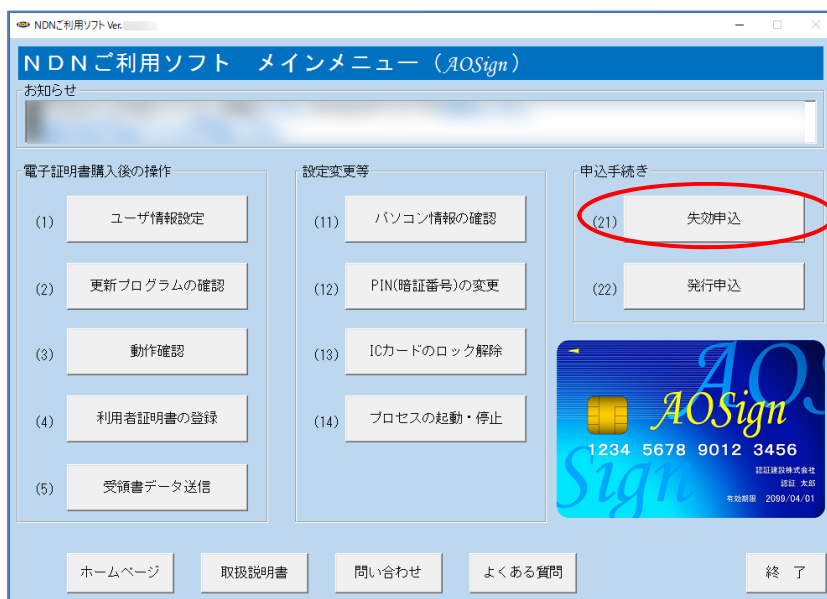 NDNご利用ソフト Ver.
NDNご利用ソフト メインメニュー（AOSign）
お知らせ
電子証明書購入後の操作
(1) ユーザ情報設定
(2) 更新プログラムの確認
(3) 動作確認
(4) 利用者証明書の登録
(5) 受領書データ送信
設定変更等
(11) パソコン情報の確認
(12) PIN(暗証番号)の変更
(13) ICカードのロック解除
(14) プロセスの起動・停止
申込手続き
(21) 失効申込
(22) 発行申込
AOS
AOSign
Sign
1234 5678 9012 3456
認証建設株式会社
認証 太郎
有効期限 2099/04/01
ホームページ
取扱説明書
問い合わせ
よくある質問
終 了